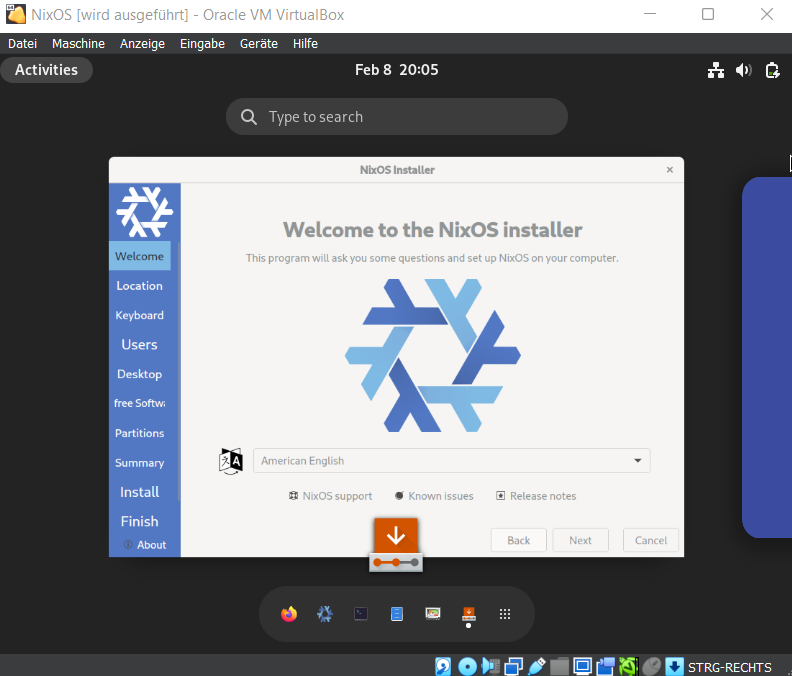 NixOS [wird ausgeführt] - Oracle VM VirtualBox
Datei Maschine Anzeige Eingabe Geräte Hilfe
Activities Feb 8 20:05
Type to search
NixOS Installer
Welcome to the NixOS installer
This program will ask you some questions and set up NixOS on your computer.
Welcome
Location
Keyboard
Users
Desktop
free Softwa
Partitions
Summary
Install
Finish
About
American English
NixOS support Known issues Release notes
Back Next Cancel
STRG-RECHTS